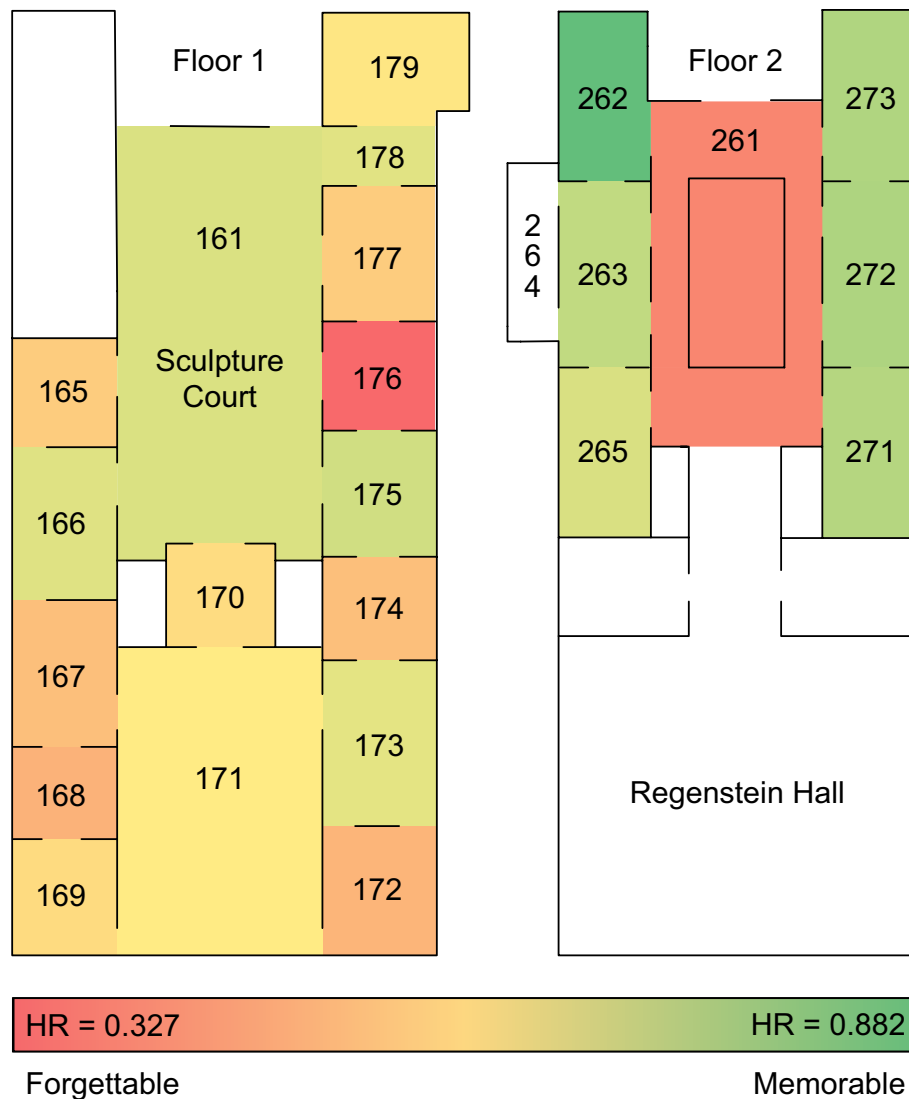 Floor 1
179
178
161
177
Sculpture
Court
176
165
175
166
170
174
167
173
171
168
169
172
Floor 2
262
273
261
2
6
4
263
272
265
271
Regenstein Hall
HR = 0.327
HR = 0.882
Forgettable
Memorable